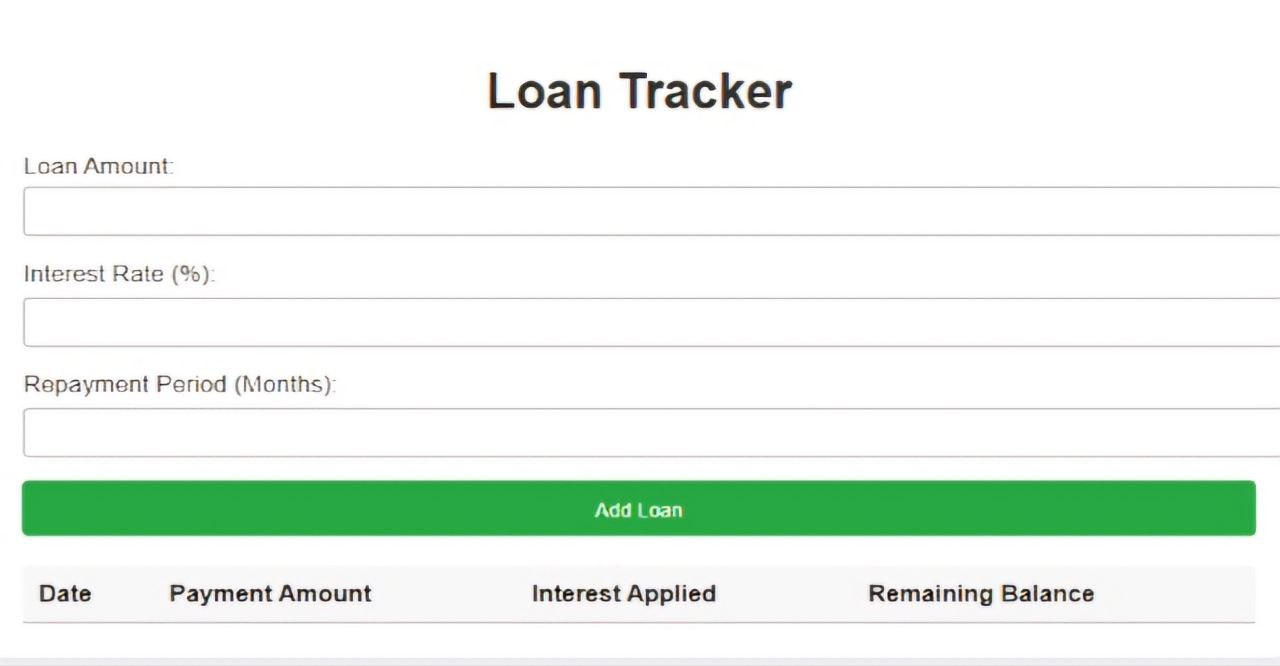 Loan Tracker
Loan Amount:
Interest Rate (%):
Repayment Period (Months):
Add Loan
Date Payment Amount Interest Applied Remaining Balance